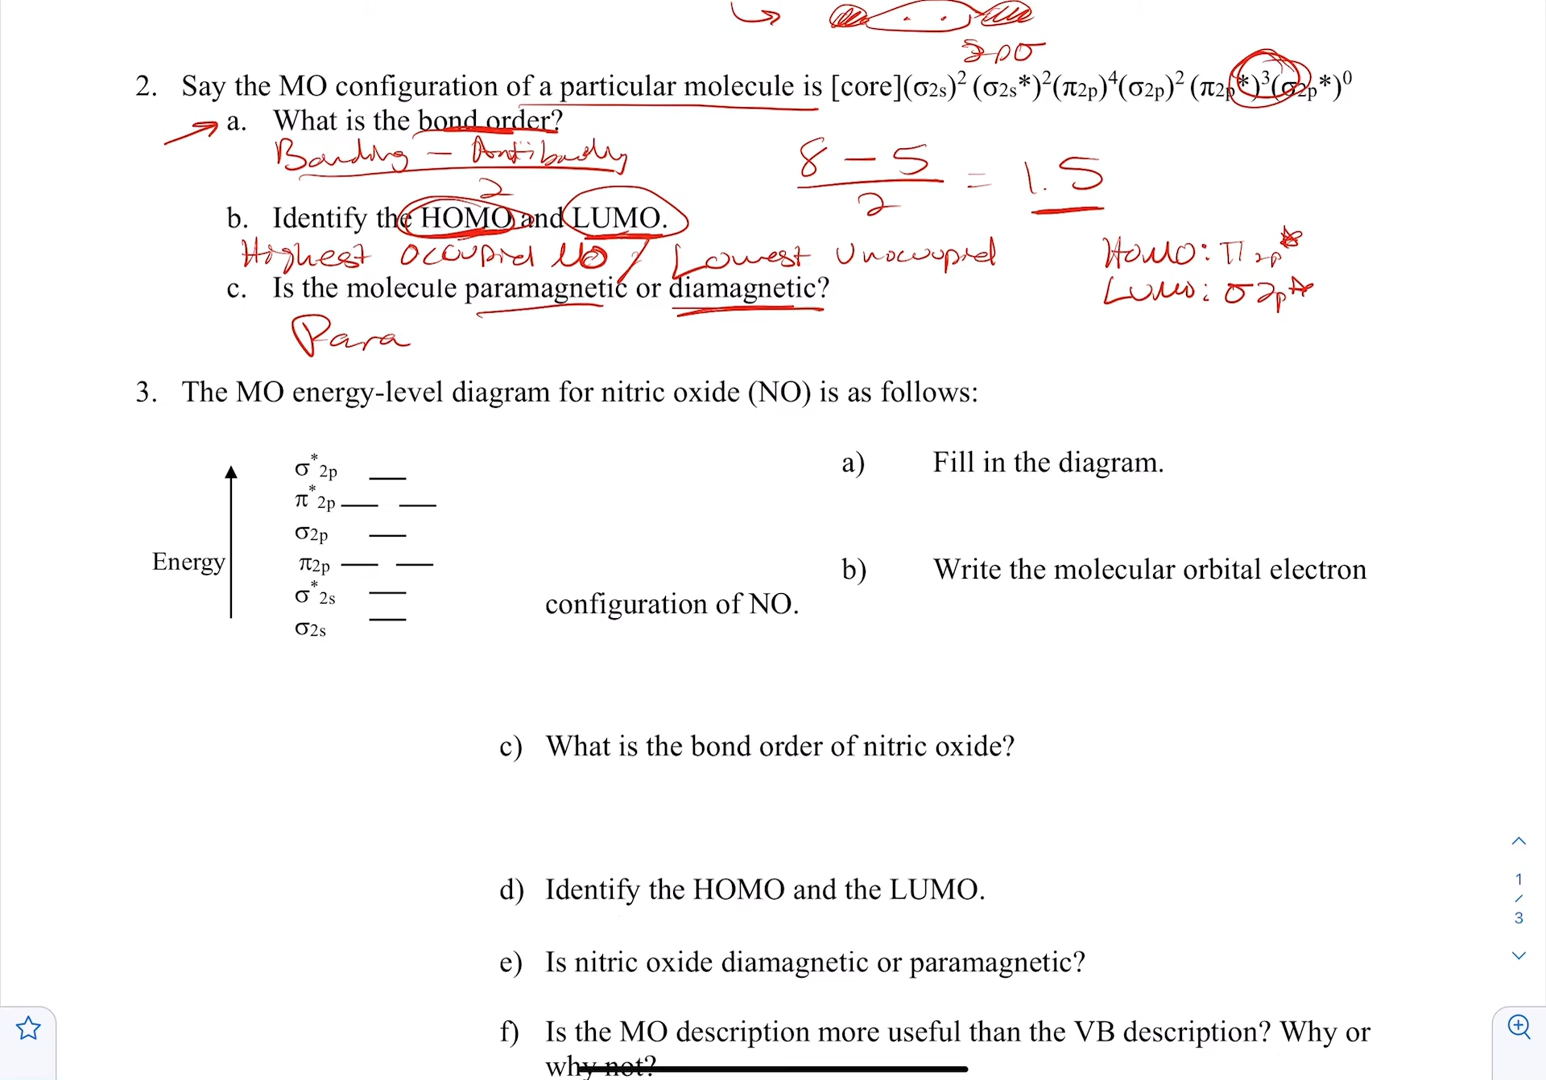 2pσ
2. Say the MO configuration of a particular molecule is [core](σ2s)² (σ2s*)²(π2p)⁴(σ2p)² (π2p*)³(σ2p*)⁰
a. What is the bond order?
Bonding - Antibonding
2
8 - 5
2
= 1.5
b. Identify the HOMO and LUMO.
Highest Occupied MO / Lowest Unoccupied
HOMO: π2p*
LUMO: σ2p*
c. Is the molecule paramagnetic or diamagnetic?
Para
3. The MO energy-level diagram for nitric oxide (NO) is as follows:
σ*2p
π*2p
σ2p
π2p
σ*2s
σ2s
Energy
a) Fill in the diagram.
b) Write the molecular orbital electron
configuration of NO.
c) What is the bond order of nitric oxide?
d) Identify the HOMO and the LUMO.
e) Is nitric oxide diamagnetic or paramagnetic?
f) Is the MO description more useful than the VB description? Why or
why not?
1
/
3